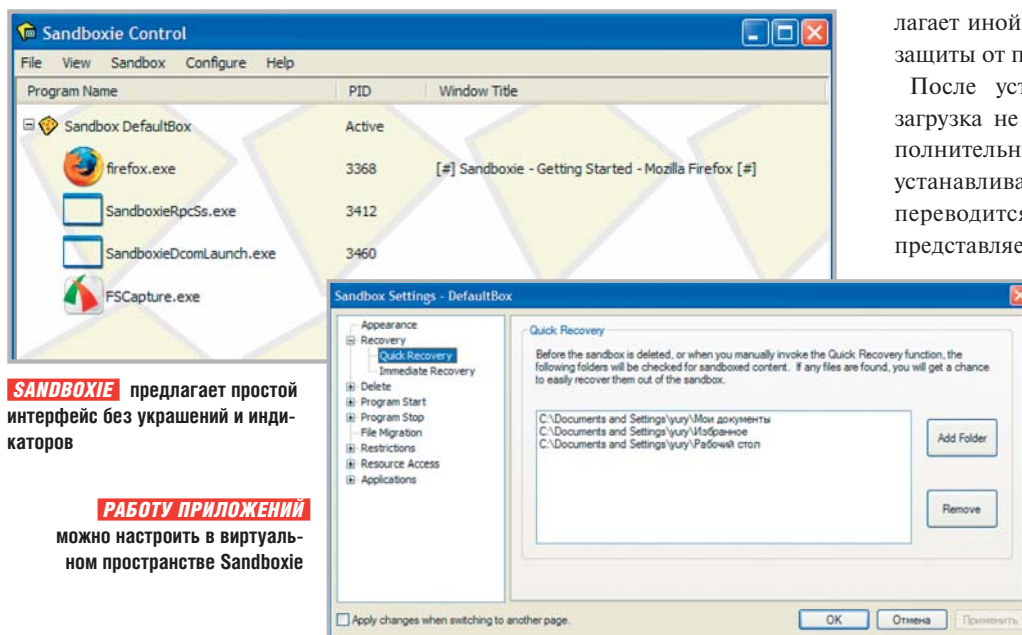 Sandboxie Control
File View Sandbox Configure Help
Program Name PID Window Title
Sandbox DefaultBox Active
firefox.exe 3368 [#] Sandboxie - Getting Started - Mozilla Firefox [#]
SandboxieRpcSs.exe 3412
SandboxieDcomLaunch.exe 3460
FSCapture.exe
SANDBOXIE предлагает простой
интерфейс без украшений и инди-
каторов
РАБОТУ ПРИЛОЖЕНИЙ
можно настроить в виртуаль-
ном пространстве Sandboxie
Sandbox Settings - DefaultBox
Appearance
Recovery
Quick Recovery
Immediate Recovery
Delete
Program Start
Program Stop
File Migration
Restrictions
Resource Access
Applications
Quick Recovery
Before the sandbox is deleted, or when you manually invoke the Quick Recovery function, the
following folders will be checked for sandboxed content. If any files are found, you will get a chance
to easily recover them out of the sandbox.
C:\Documents and Settings\yury\Мои документы
C:\Documents and Settings\yury\Избранное
C:\Documents and Settings\yury\Рабочий стол
Add Folder
Remove
Apply changes when switching to another page.
OK Отмена Применить
лагает иной
защиты от п
После уст
загрузка не
полнительн
устанавлива
переводится
представляе